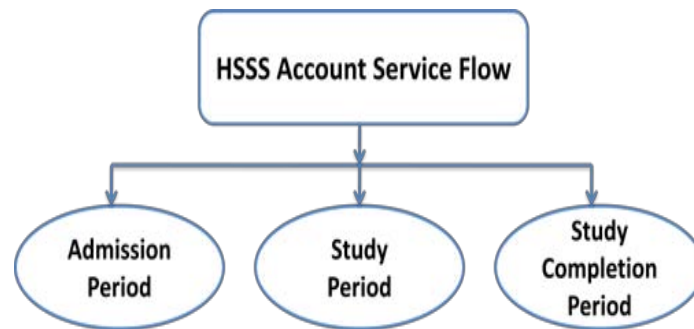 HSSS Account Service Flow
Admission
Period
Study
Period
Study
Completion
Period